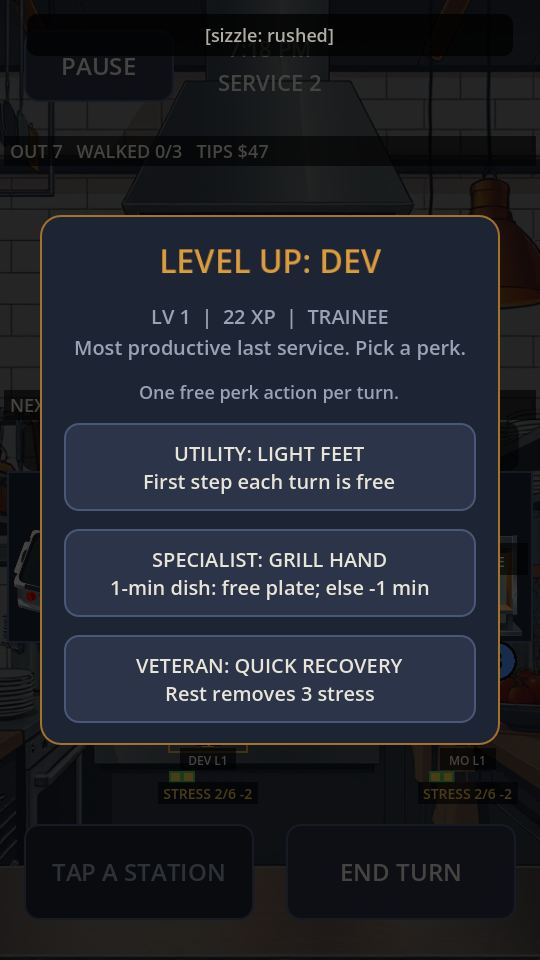 [sizzle: rushed]
7:18 PM
PAUSE
SERVICE 2
OUT 7 WALKED 0/3 TIPS $47
LEVEL UP: DEV
LV 1 | 22 XP | TRAINEE
Most productive last service. Pick a perk.
One free perk action per turn.
UTILITY: LIGHT FEET
First step each turn is free
SPECIALIST: GRILL HAND
1-min dish: free plate; else -1 min
VETERAN: QUICK RECOVERY
Rest removes 3 stress
DEV L1
MO L1
STRESS 2/6 -2
STRESS 2/6 -2
TAP A STATION
END TURN